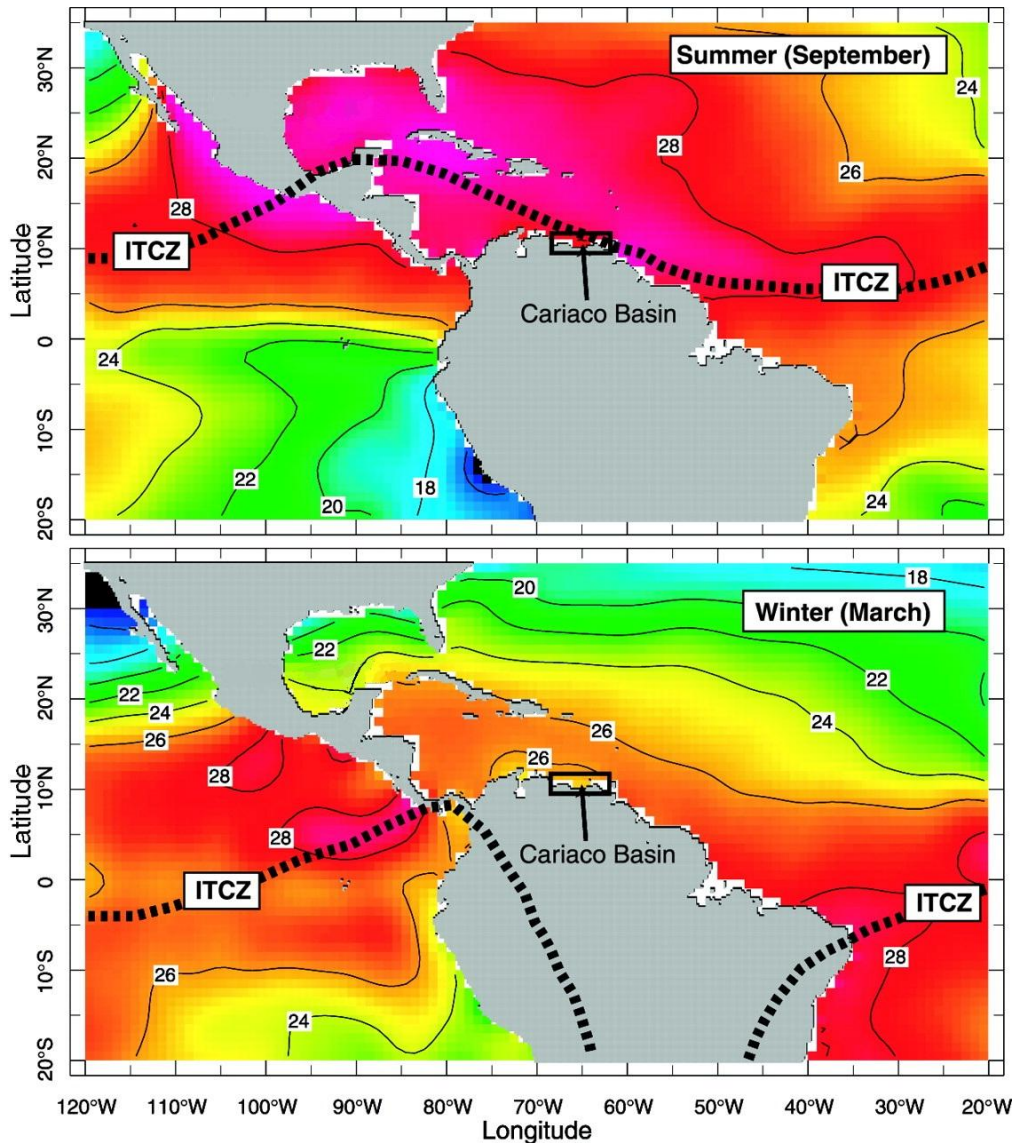 Summer (September)
30°N
24
28
20°N
26
28
ITCZ
10°N
ITCZ
Latitude
Cariaco Basin
0
24
10°S
22
18
20
24
20°S
18
20
30°N
Winter (March)
22
22
20°N
22
24
24
26
26
28
26
10°N
28
Latitude
Cariaco Basin
0
ITCZ
ITCZ
28
10°S
26
24
20°S
120°W 110°W 100°W 90°W 80°W 70°W 60°W 50°W 40°W 30°W 20°W
Longitude